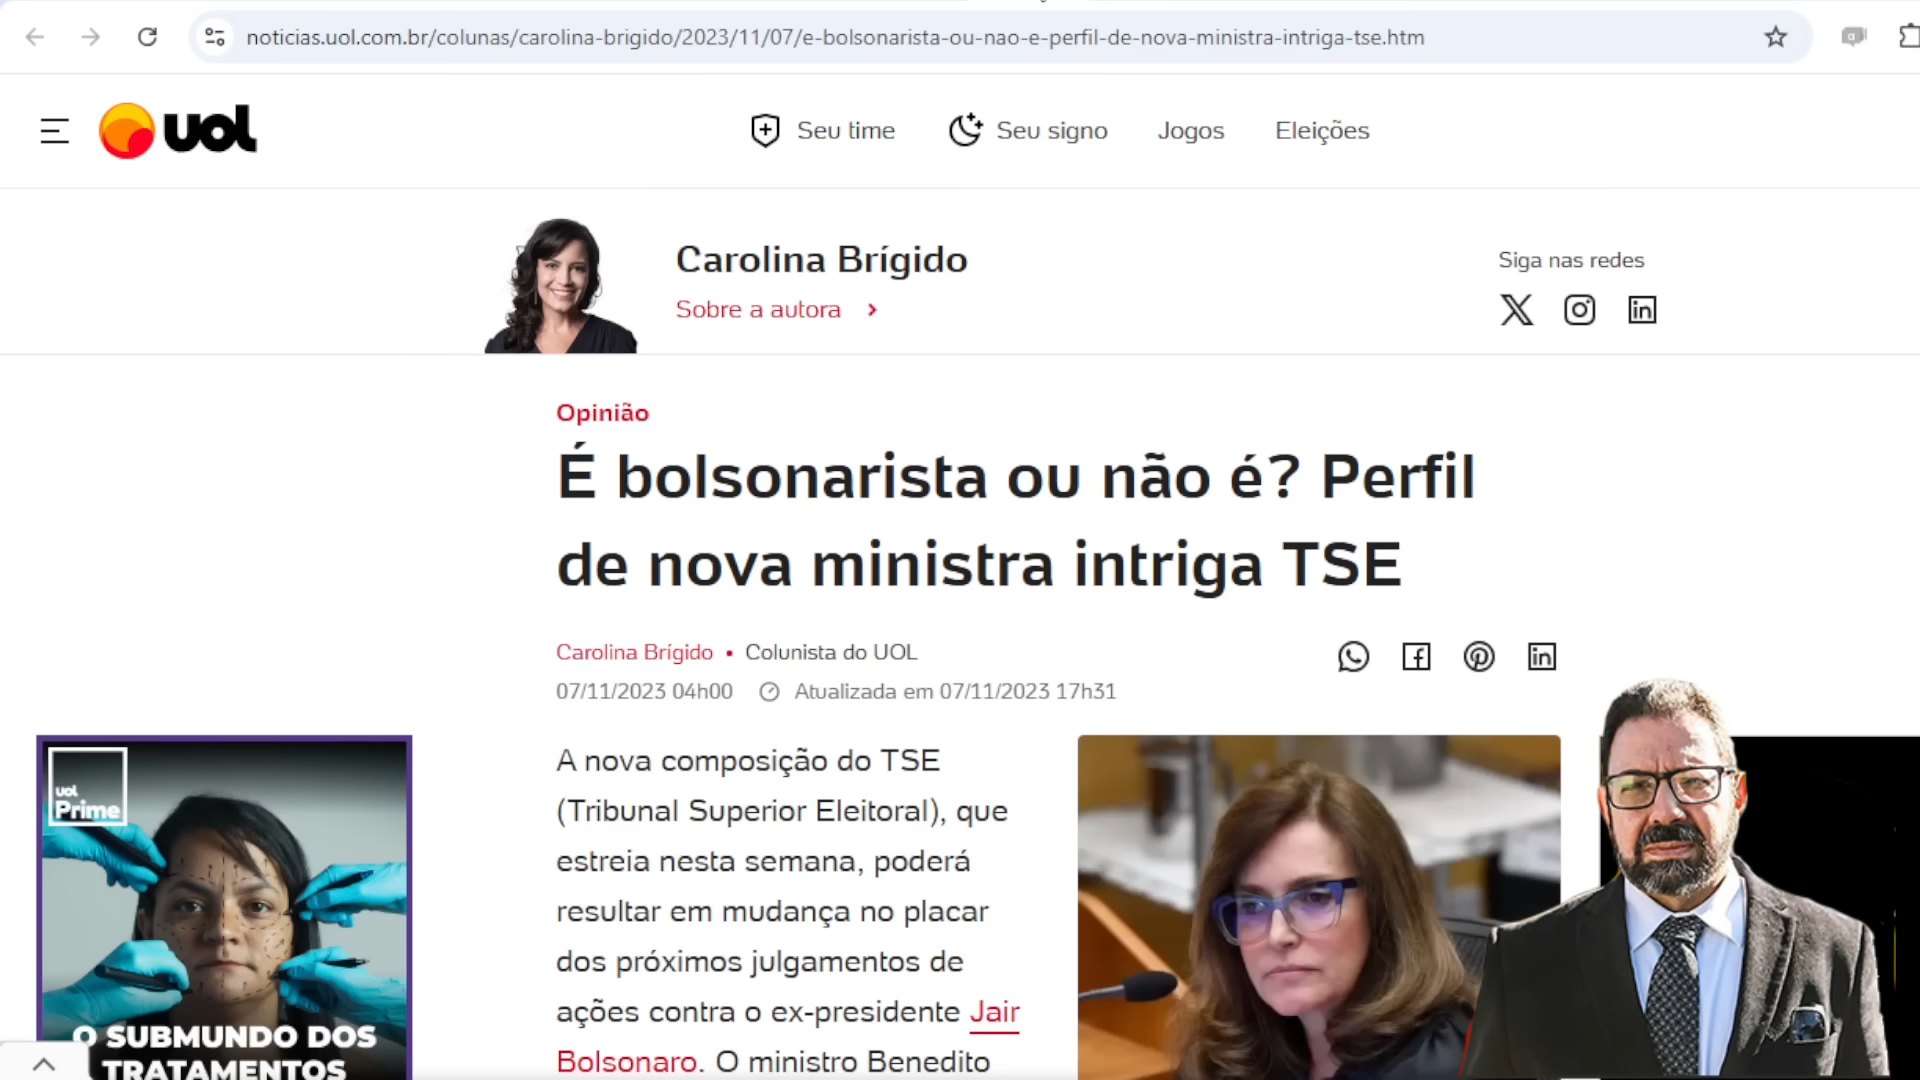 noticias.uol.com.br/colunas/carolina-brigido/2023/11/07/e-bolsonarista-ou-nao-e-perfil-de-nova-ministra-intriga-tse.htm
uol
Seu time
Seu signo
Jogos
Eleições
Carolina Brígido
Sobre a autora
Siga nas redes
Opinião
É bolsonarista ou não é? Perfil
de nova ministra intriga TSE
Carolina Brígido • Colunista do UOL
07/11/2023 04h00 Atualizada em 07/11/2023 17h31
A nova composição do TSE
(Tribunal Superior Eleitoral), que
estreia nesta semana, poderá
resultar em mudança no placar
dos próximos julgamentos de
ações contra o ex-presidente Jair
Bolsonaro. O ministro Benedito
uol
Prime
O SUBMUNDO DOS
TRATAMENTOS